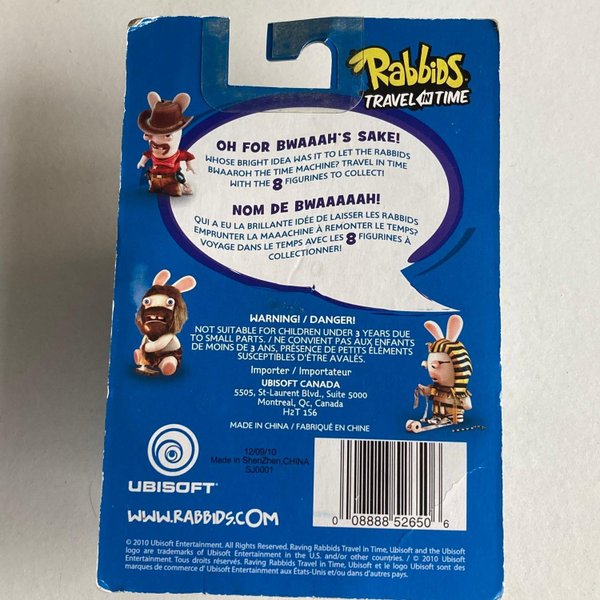 Rabbids
TRAVEL IN TIME
OH FOR BWAAAH'S SAKE!
WHOSE BRIGHT IDEA WAS IT TO LET THE RABBIDS
BWAAROH THE TIME MACHINE? TRAVEL IN TIME
WITH THE 8 FIGURINES TO COLLECT!
NOM DE BWAAAAAH!
QUI A EU LA BRILLANTE IDÉE DE LAISSER LES RABBIDS
EMPRUNTER LA MAAACHINE À REMONTER LE TEMPS?
VOYAGE DANS LE TEMPS AVEC LES 8 FIGURINES À
COLLECTIONNER!
WARNING! / DANGER!
NOT SUITABLE FOR CHILDREN UNDER 3 YEARS DUE
TO SMALL PARTS. / NE CONVIENT PAS AUX ENFANTS
DE MOINS DE 3 ANS, PRÉSENCE DE PETITS ÉLÉMENTS
SUSCEPTIBLES D'ÊTRE AVALÉS.
Importer / Importateur
UBISOFT CANADA
5505, St-Laurent Blvd., Suite 5000
Montreal, Qc, Canada
H2T 1S6
MADE IN CHINA / FABRIQUÉ EN CHINE
12/09/10
Made in ShenZhen,CHINA
SJ0001
UBISOFT®
WWW.RABBIDS.COM
0 08888 52650 6
© 2010 Ubisoft Entertainment. All Rights Reserved. Raving Rabbids Travel In Time, Ubisoft and the Ubisoft
logo are trademarks of Ubisoft Entertainment in the U.S. and/or other countries. / © 2010 Ubisoft
Entertainment. Tous droits réservés. Raving Rabbids Travel In Time, Ubisoft et le logo Ubisoft sont des
marques de commerce d' Ubisoft Entertainment aux États-Unis et/ou dans d'autres pays.